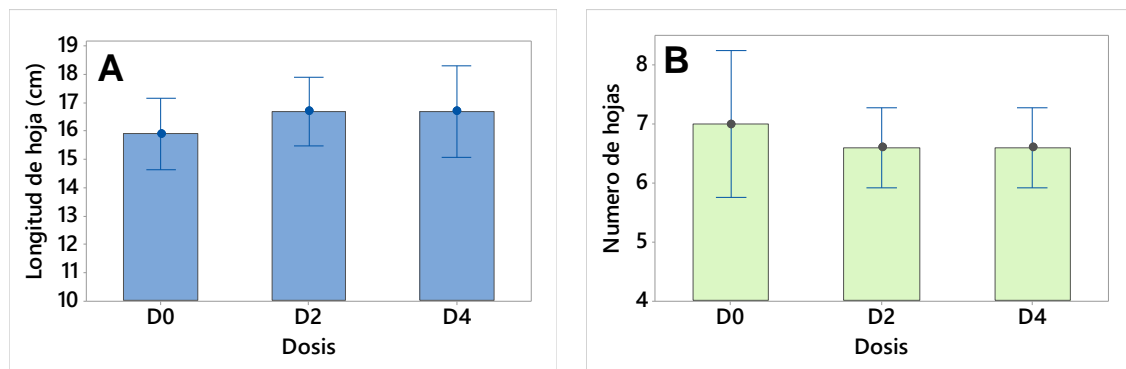 A
Longitud de hoja (cm)
19
18
17
16
15
14
13
12
11
10
D0 D2 D4
Dosis
B
Numero de hojas
8
7
6
5
4
D0 D2 D4
Dosis